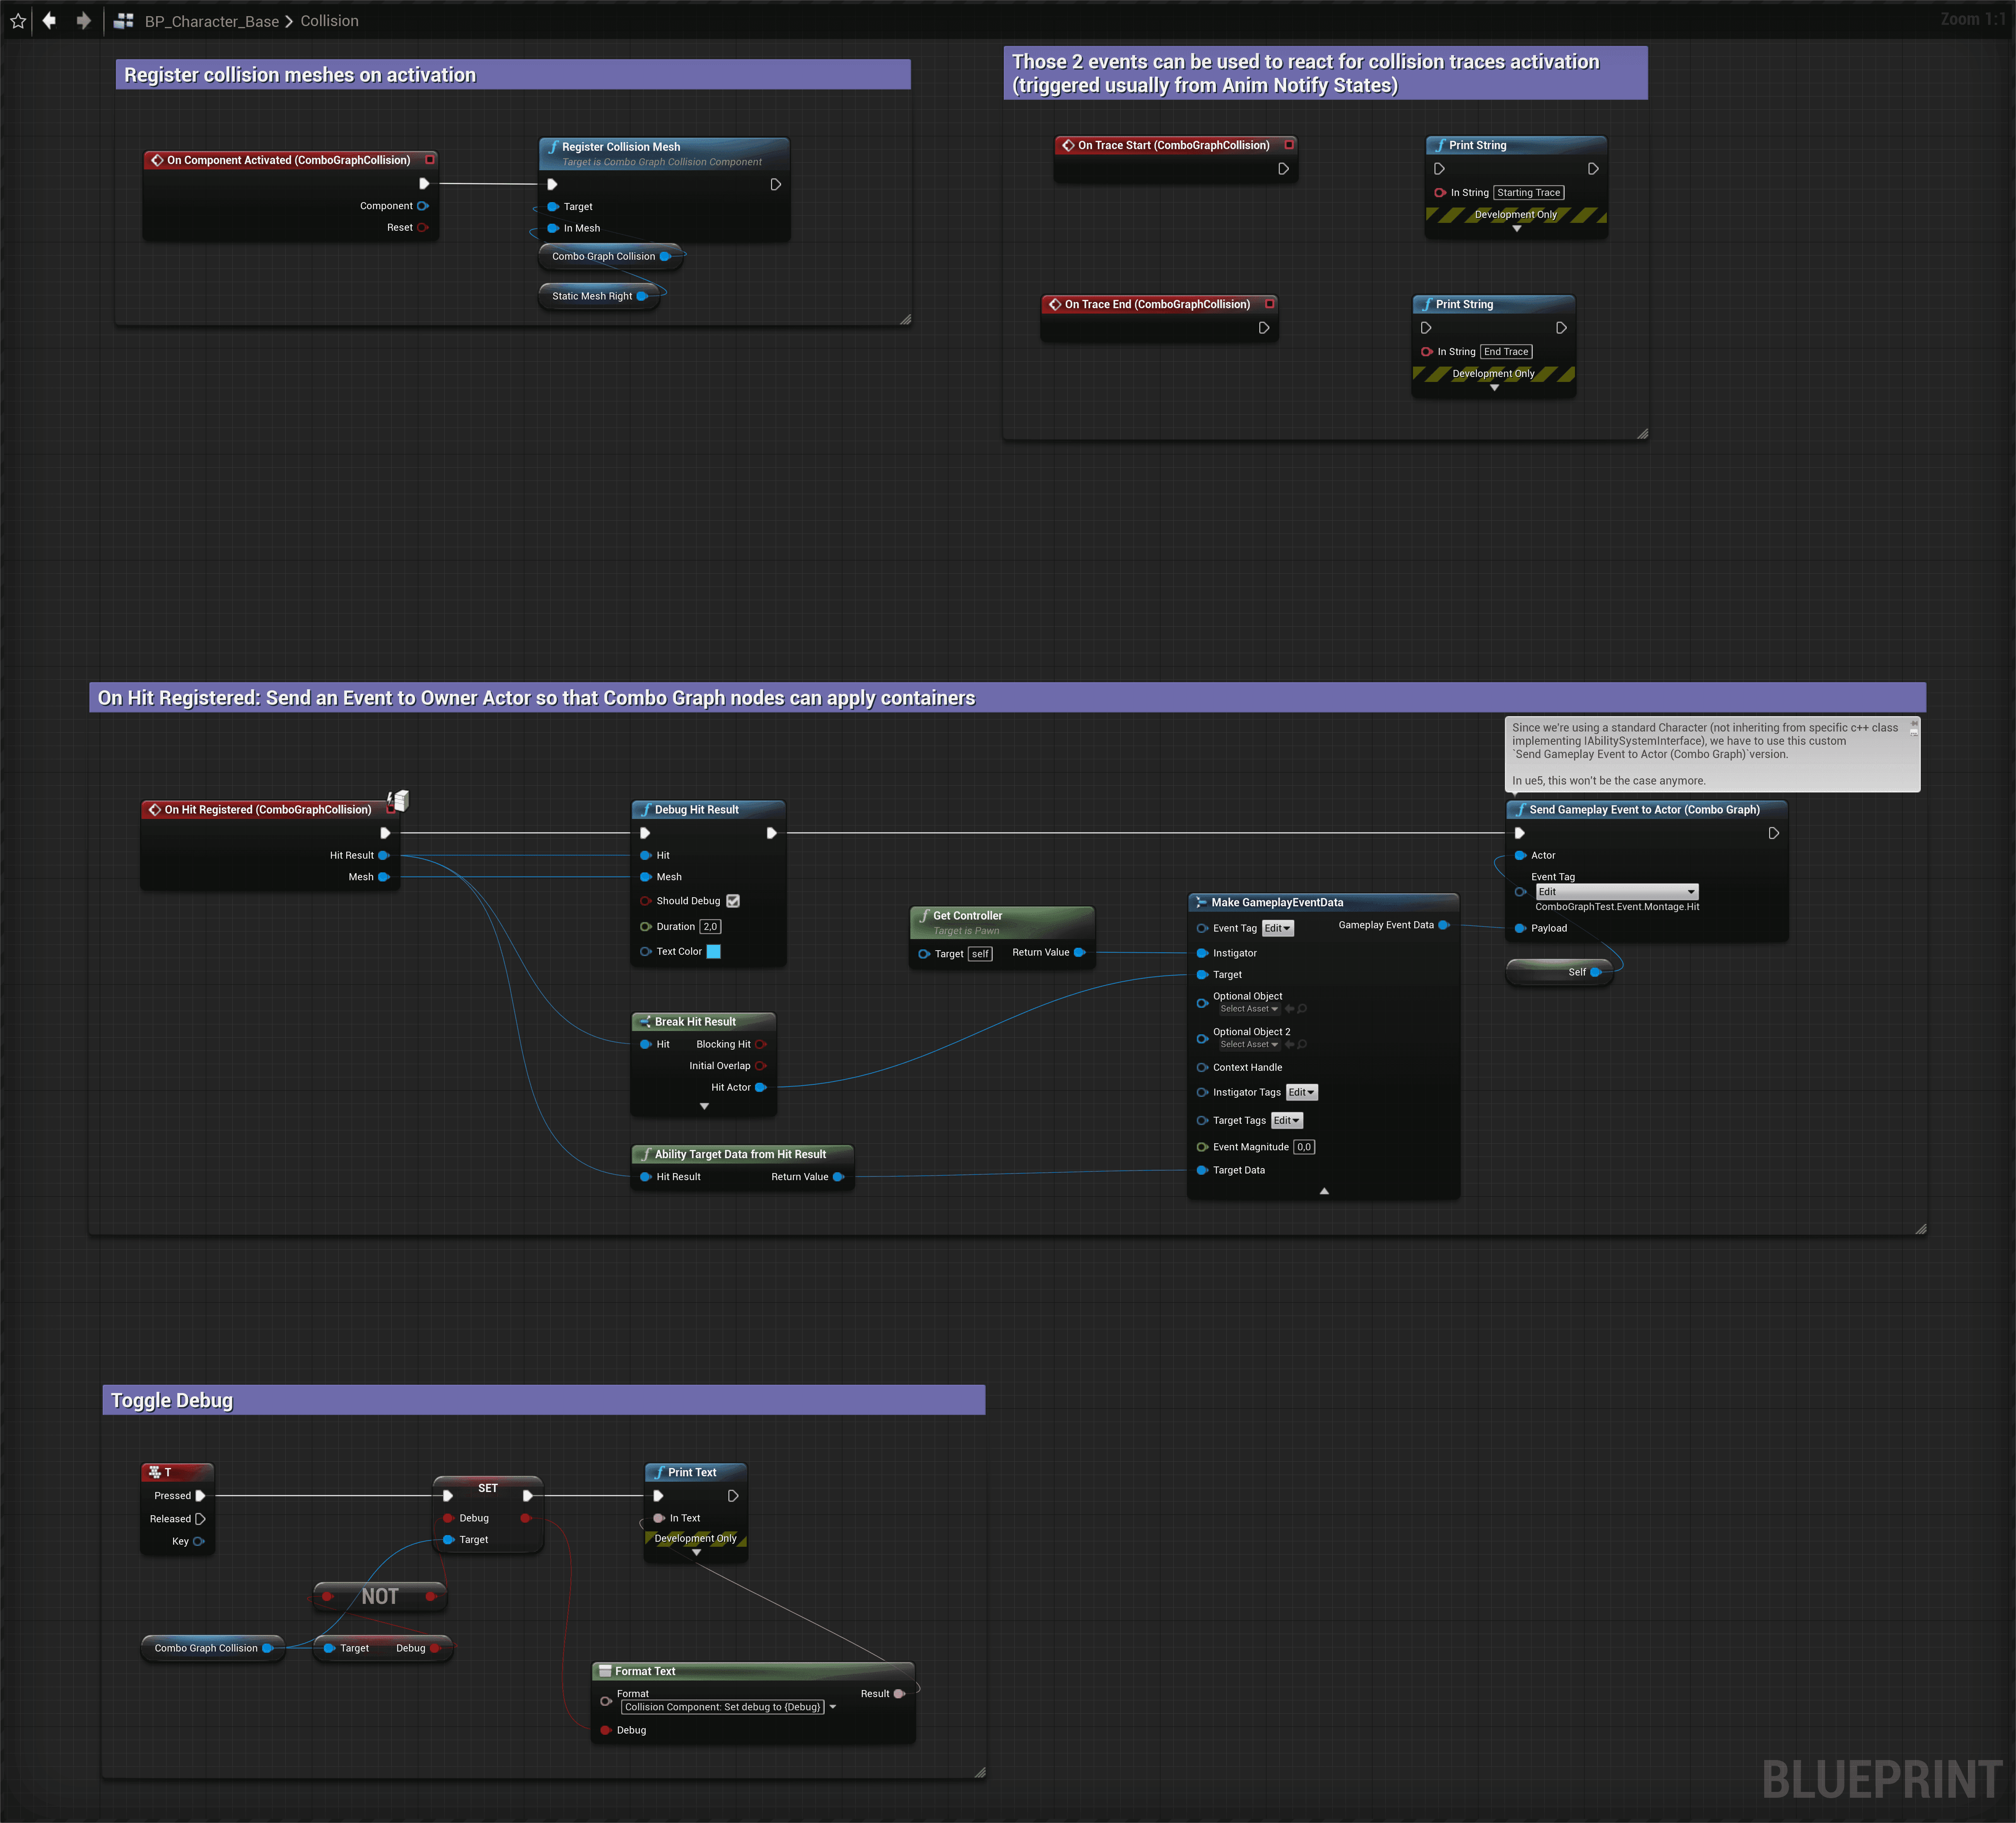 BP_Character_Base > Collision
Zoom 1:1
Register collision meshes on activation
On Component Activated (ComboGraphCollision)
Component
Reset
Register Collision Mesh
Target is Combo Graph Collision Component
Target
In Mesh
Combo Graph Collision
Static Mesh Right
Those 2 events can be used to react for collision traces activation
(triggered usually from Anim Notify States)
On Trace Start (ComboGraphCollision)
Print String
In String Starting Trace
Development Only
On Trace End (ComboGraphCollision)
Print String
In String End Trace
Development Only
On Hit Registered: Send an Event to Owner Actor so that Combo Graph nodes can apply containers
Since we're using a standard Character (not inheriting from specific c++ class
implementing IAbilitySystemInterface), we have to use this custom
`Send Gameplay Event to Actor (Combo Graph)`version.
In ue5, this won't be the case anymore.
On Hit Registered (ComboGraphCollision)
Hit Result
Mesh
Debug Hit Result
Hit
Mesh
Should Debug
Duration 2,0
Text Color
Break Hit Result
Hit
Blocking Hit
Initial Overlap
Hit Actor
Ability Target Data from Hit Result
Hit Result
Return Value
Get Controller
Target is Pawn
Target self
Return Value
Make GameplayEventData
Event Tag Edit
Gameplay Event Data
Instigator
Target
Optional Object
Select Asset
Optional Object 2
Select Asset
Context Handle
Instigator Tags Edit
Target Tags Edit
Event Magnitude 0,0
Target Data
Send Gameplay Event to Actor (Combo Graph)
Actor
Event Tag
Edit
ComboGraphTest.Event.Montage.Hit
Payload
Self
Toggle Debug
T
Pressed
Released
Key
SET
Debug
Target
NOT
Combo Graph Collision
Target
Debug
Print Text
In Text
Development Only
Format Text
Format
Collision Component: Set debug to {Debug}
Result
Debug
BLUEPRINT